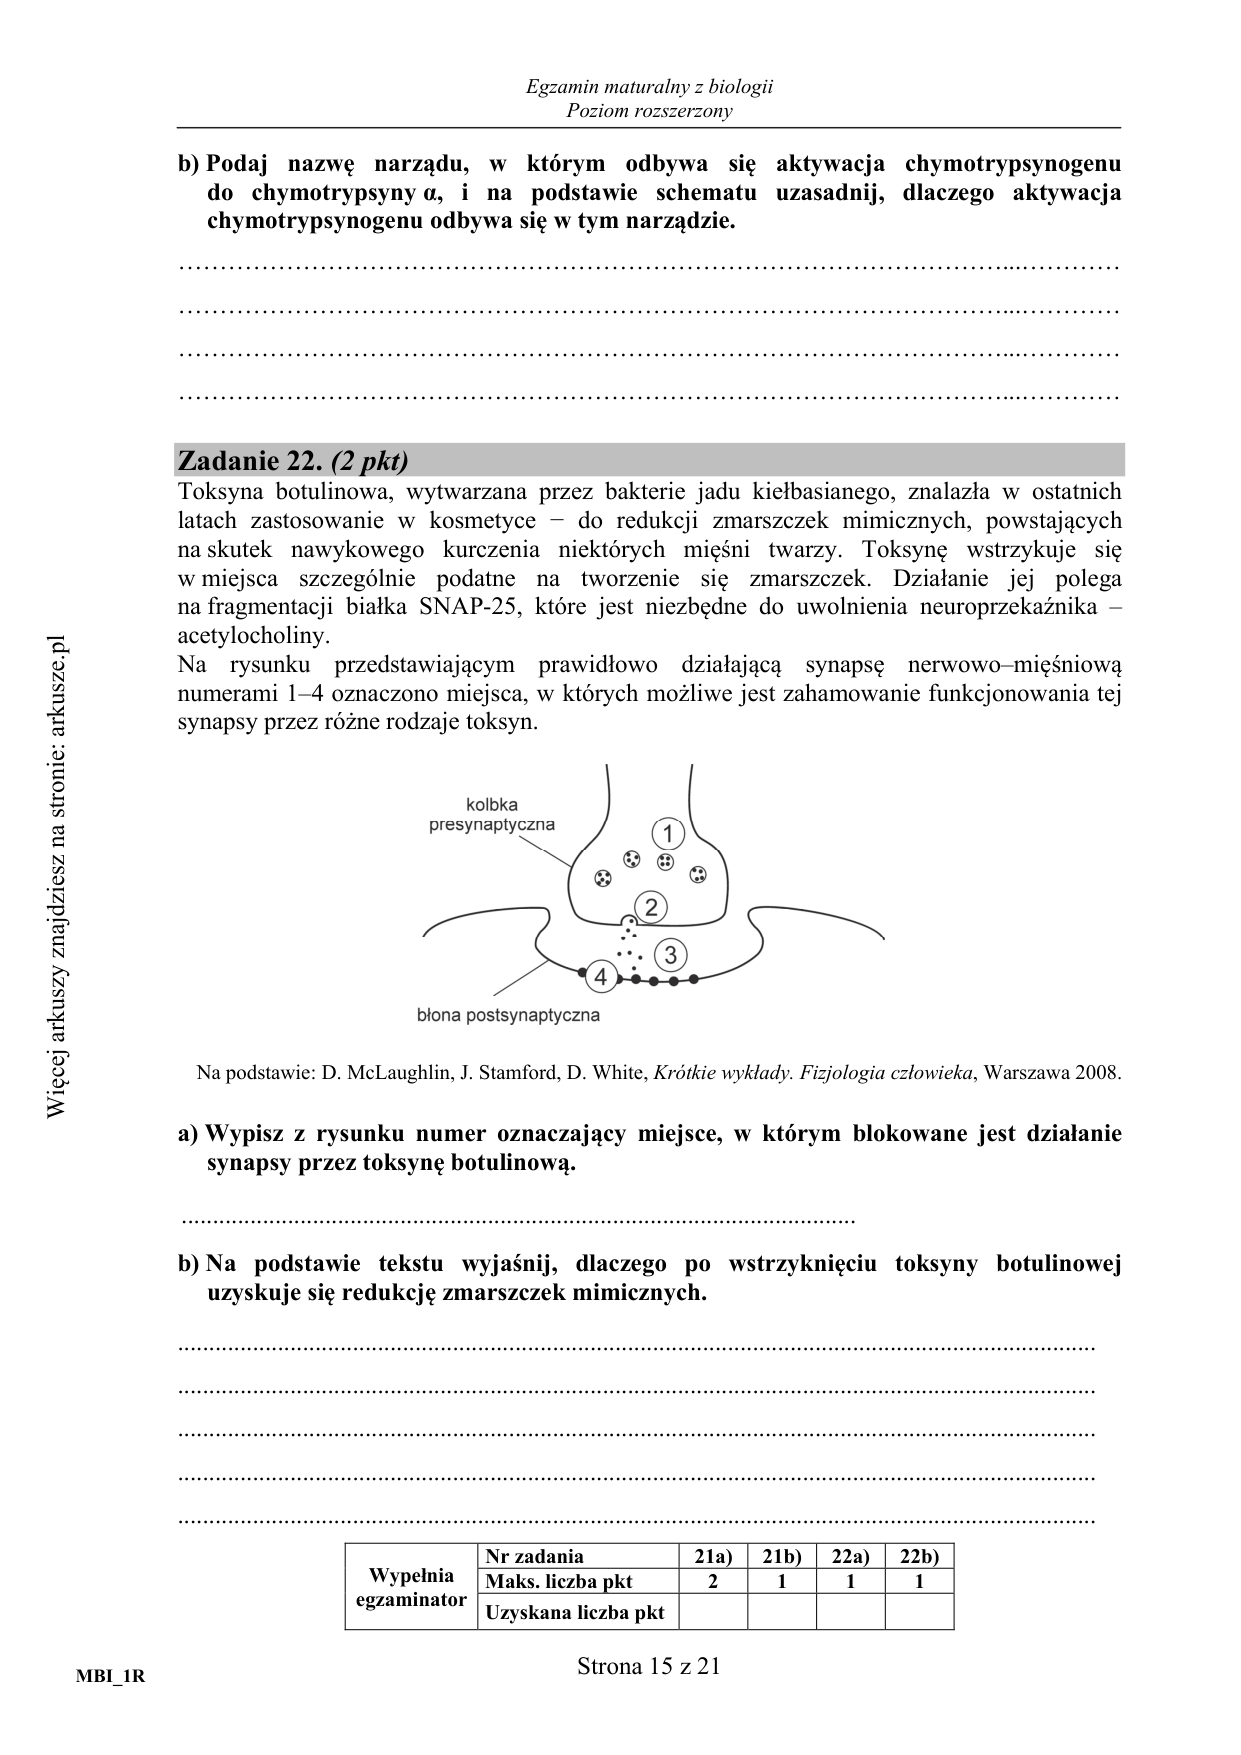 Egzamin maturalny z biologii
Poziom rozszerzony
b) Podaj nazwę narządu, w którym odbywa się aktywacja chymotrypsynogenu
do chymotrypsyny α, i na podstawie schematu uzasadnij, dlaczego aktywacja
chymotrypsynogenu odbywa się w tym narządzie.
Zadanie 22. (2 pkt)
Toksyna botulinowa, wytwarzana przez bakterie jadu kiełbasianego, znalazła w ostatnich
latach zastosowanie w kosmetyce − do redukcji zmarszczek mimicznych, powstających
na skutek nawykowego kurczenia niektórych mięśni twarzy. Toksynę wstrzykuje się
w miejsca szczególnie podatne na tworzenie się zmarszczek. Działanie jej polega
na fragmentacji białka SNAP-25, które jest niezbędne do uwolnienia neuroprzekaźnika –
acetylocholiny.
Na rysunku przedstawiającym prawidłowo działającą synapsę nerwowo–mięśniową
numerami 1–4 oznaczono miejsca, w których możliwe jest zahamowanie funkcjonowania tej
synapsy przez różne rodzaje toksyn.
kolbka
presynaptyczna
1
2
3
4
błona postsynaptyczna
Na podstawie: D. McLaughlin, J. Stamford, D. White, Krótkie wykłady. Fizjologia człowieka, Warszawa 2008.
a) Wypisz z rysunku numer oznaczający miejsce, w którym blokowane jest działanie
synapsy przez toksynę botulinową.
b) Na podstawie tekstu wyjaśnij, dlaczego po wstrzyknięciu toksyny botulinowej
uzyskuje się redukcję zmarszczek mimicznych.
Wypełnia
egzaminator
Nr zadania 21a) 21b) 22a) 22b)
Maks. liczba pkt 2 1 1 1
Uzyskana liczba pkt
MBI_1R
Strona 15 z 21
Więcej arkuszy znajdziesz na stronie: arkusze.pl